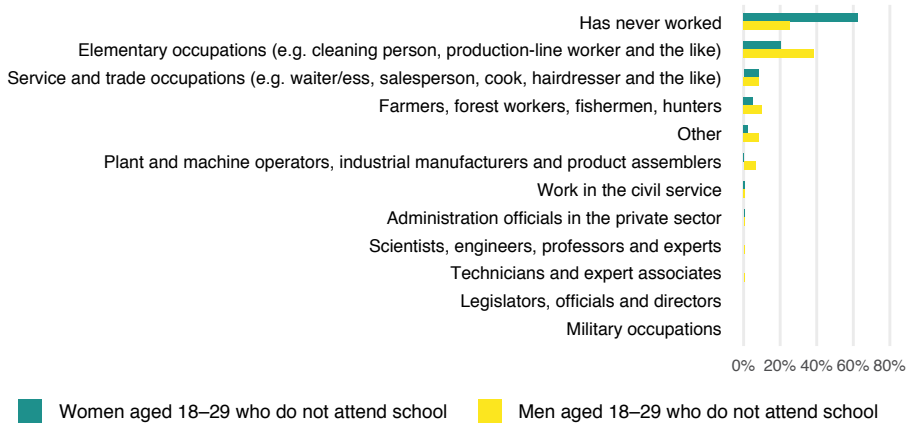 Has never worked
Elementary occupations (e.g. cleaning person, production-line worker and the like)
Service and trade occupations (e.g. waiter/ess, salesperson, cook, hairdresser and the like)
Farmers, forest workers, fishermen, hunters
Other
Plant and machine operators, industrial manufacturers and product assemblers
Work in the civil service
Administration officials in the private sector
Scientists, engineers, professors and experts
Technicians and expert associates
Legislators, officials and directors
Military occupations
0% 20% 40% 60% 80%
Women aged 18–29 who do not attend school
Men aged 18–29 who do not attend school